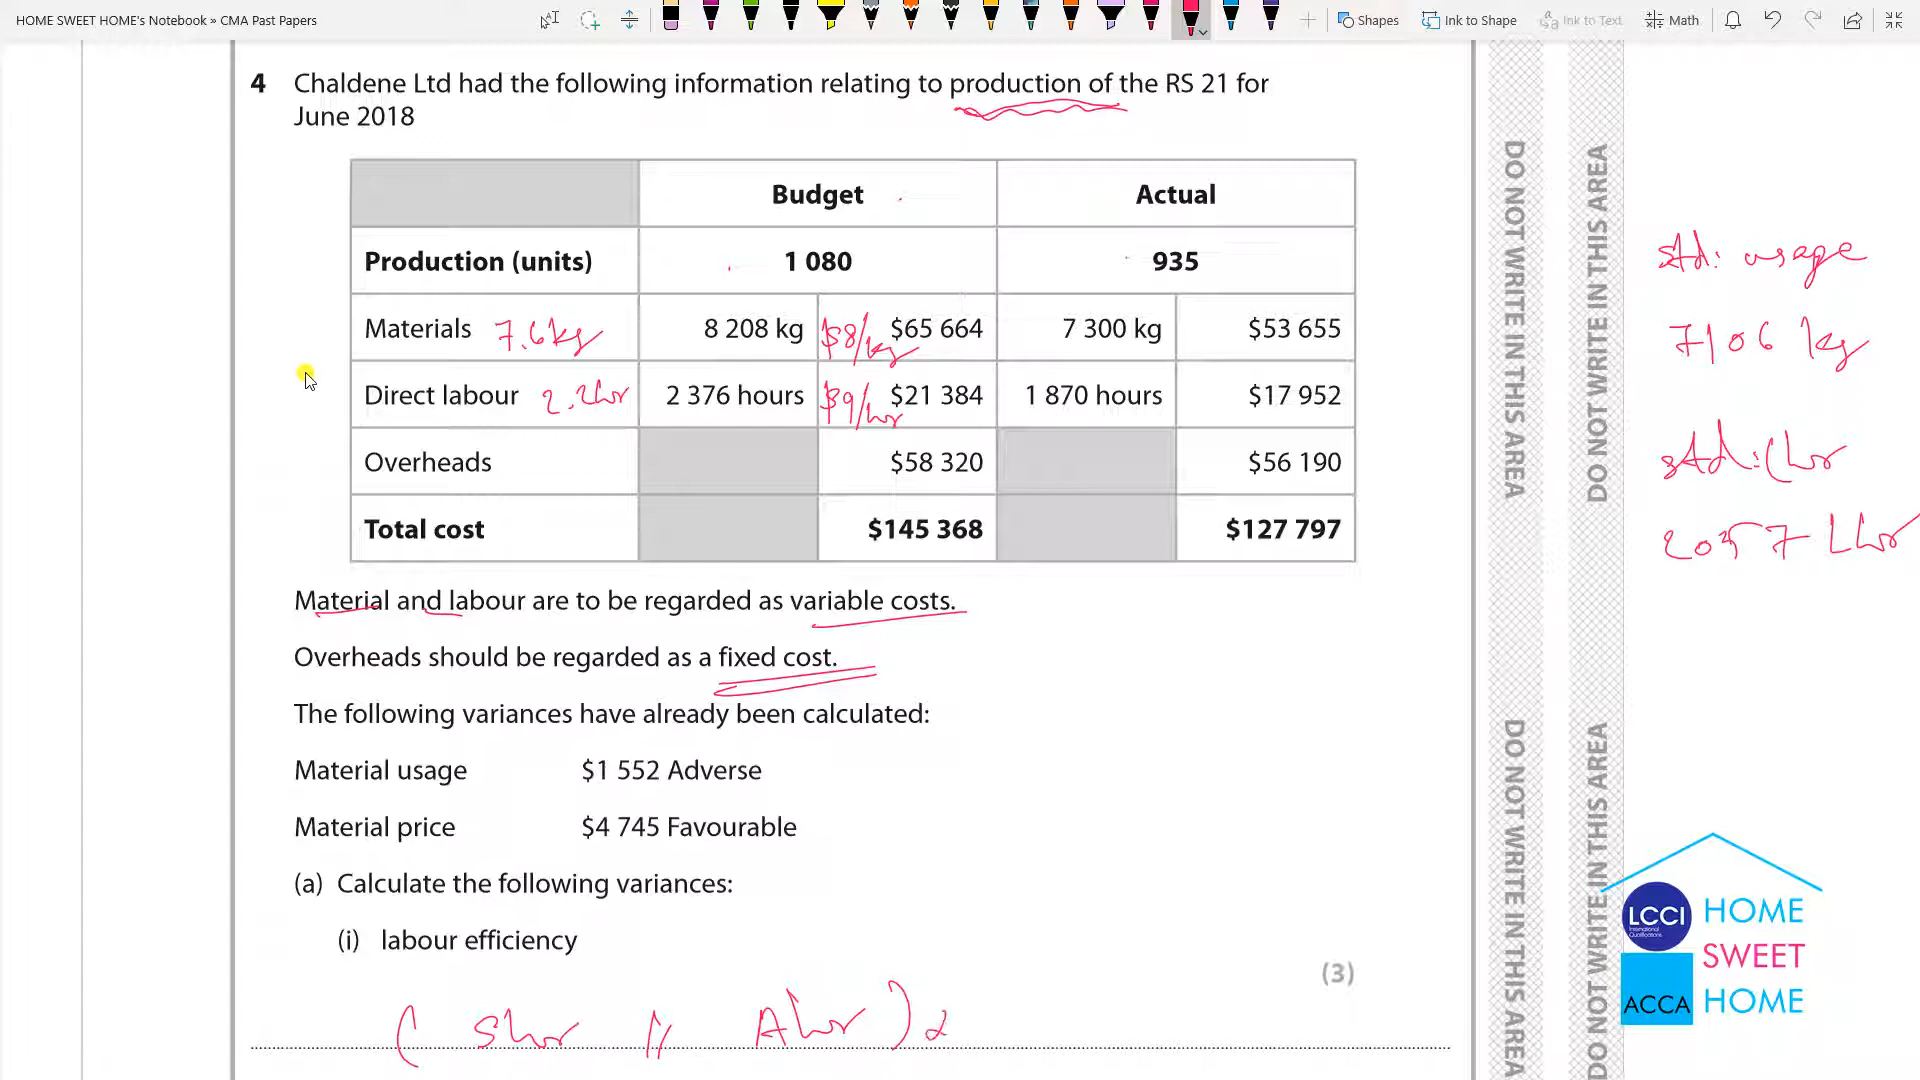 HOME SWEET HOME's Notebook » CMA Past Papers
Shapes
Ink to Shape
Ink to Text
Math
4 Chaldene Ltd had the following information relating to production of the RS 21 for
June 2018
Budget Actual
Production (units) 1 080 935
Materials 7.6kg 8 208 kg $8/kg $65 664 7 300 kg $53 655
Direct labour 2.2hr 2 376 hours $9/hr $21 384 1 870 hours $17 952
Overheads $58 320 $56 190
Total cost $145 368 $127 797
Material and labour are to be regarded as variable costs.
Overheads should be regarded as a fixed cost.
The following variances have already been calculated:
Material usage $1 552 Adverse
Material price $4 745 Favourable
(a) Calculate the following variances:
(i) labour efficiency
(3)
( Shr Ahr )
std: usage
7106 kg
2057 Lhr
DO NOT WRITE IN THIS AREA
DO NOT WRITE IN THIS AREA
DO NOT WRITE IN THIS AREA
DO NOT WRITE IN THIS AREA
LCCI
International
Qualifications
ACCA
HOME
SWEET
HOME